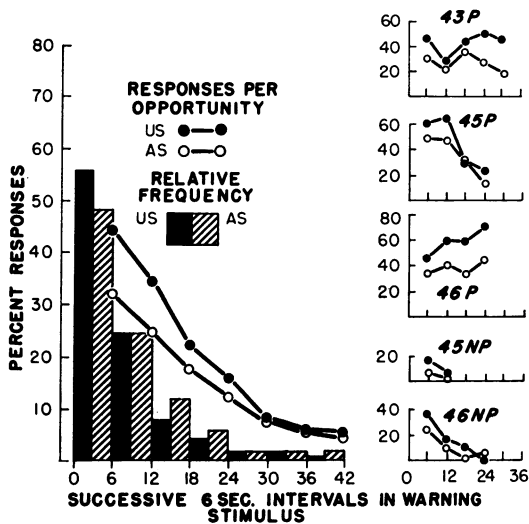 80
70
60
50
40
30
20
10
PERCENT RESPONSES
RESPONSES PER
OPPORTUNITY
US
AS
RELATIVE
FREQUENCY
US AS
0 6 12 18 24 30 36 42
SUCCESSIVE 6 SEC. INTERVALS IN WARNING
STIMULUS
43P
60
40
20
45P
60
40
20
46P
80
60
40
20
45NP
20
0 12 24 36
46NP
40
20
0 12 24 36